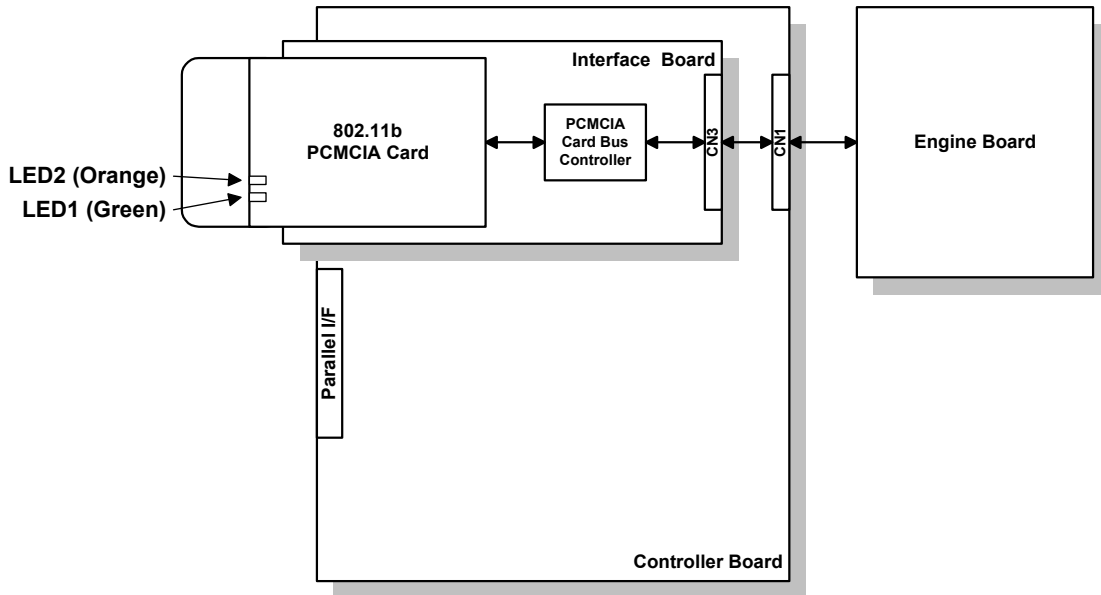 Interface Board
802.11b
PCMCIA Card
PCMCIA
Card Bus
Controller
CN3
CN1
Engine Board
LED2 (Orange)
LED1 (Green)
Parallel I/F
Controller Board